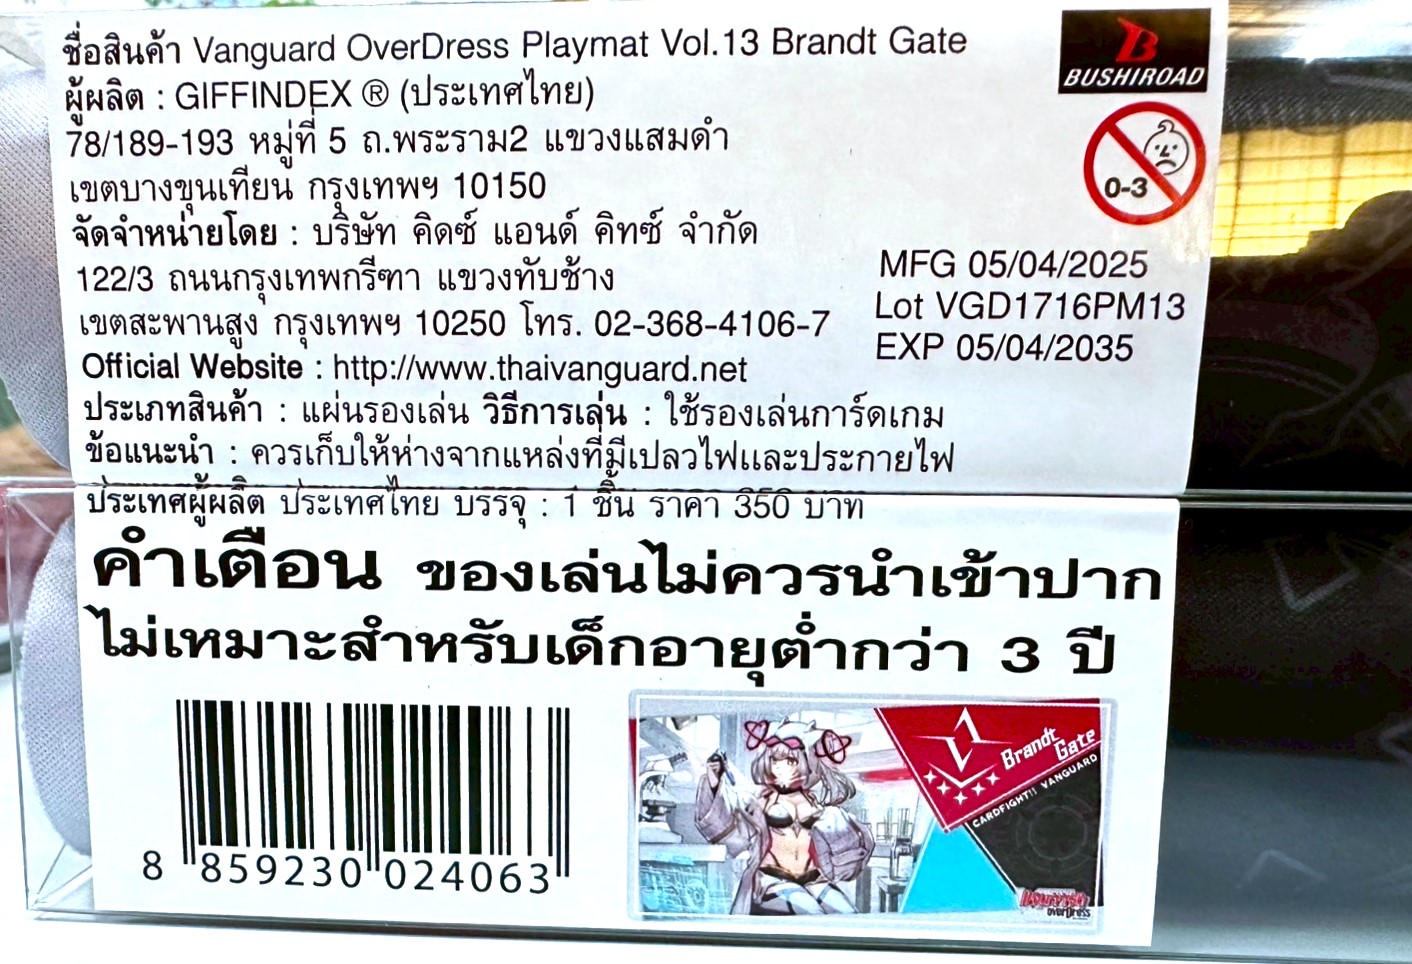 ชื่อสินค้า Vanguard OverDress Playmat Vol.13 Brandt Gate
BUSHIROAD
ผู้ผลิต : GIFFINDEX ® (ประเทศไทย)
78/189-193 หมู่ที่ 5 ถ.พระราม2 แขวงแสมดำ
เขตบางขุนเทียน กรุงเทพฯ 10150
0-3
จัดจำหน่ายโดย : บริษัท คิดซ์ แอนด์ คิทซ์ จำกัด
122/3 ถนนกรุงเทพกรีฑา แขวงทับช้าง
เขตสะพานสูง กรุงเทพฯ 10250 โทร. 02-368-4106-7
MFG 05/04/2025
Lot VGD1716PM13
EXP 05/04/2035
Official Website : http://www.thaivanguard.net
ประเภทสินค้า : แผ่นรองเล่น วิธีการเล่น : ใช้รองเล่นการ์ดเกม
ข้อแนะนำ : ควรเก็บให้ห่างจากแหล่งที่มีเปลวไฟและประกายไฟ
ประเทศผู้ผลิต ประเทศไทย บรรจุ : 1 ชิ้น ราคา 350 บาท
คำเตือน ของเล่นไม่ควรนำเข้าปาก
ไม่เหมาะสำหรับเด็กอายุต่ำกว่า 3 ปี
8 859230 024063
Brandt
Gate
CARDFIGHT!! VANGUARD
overDress